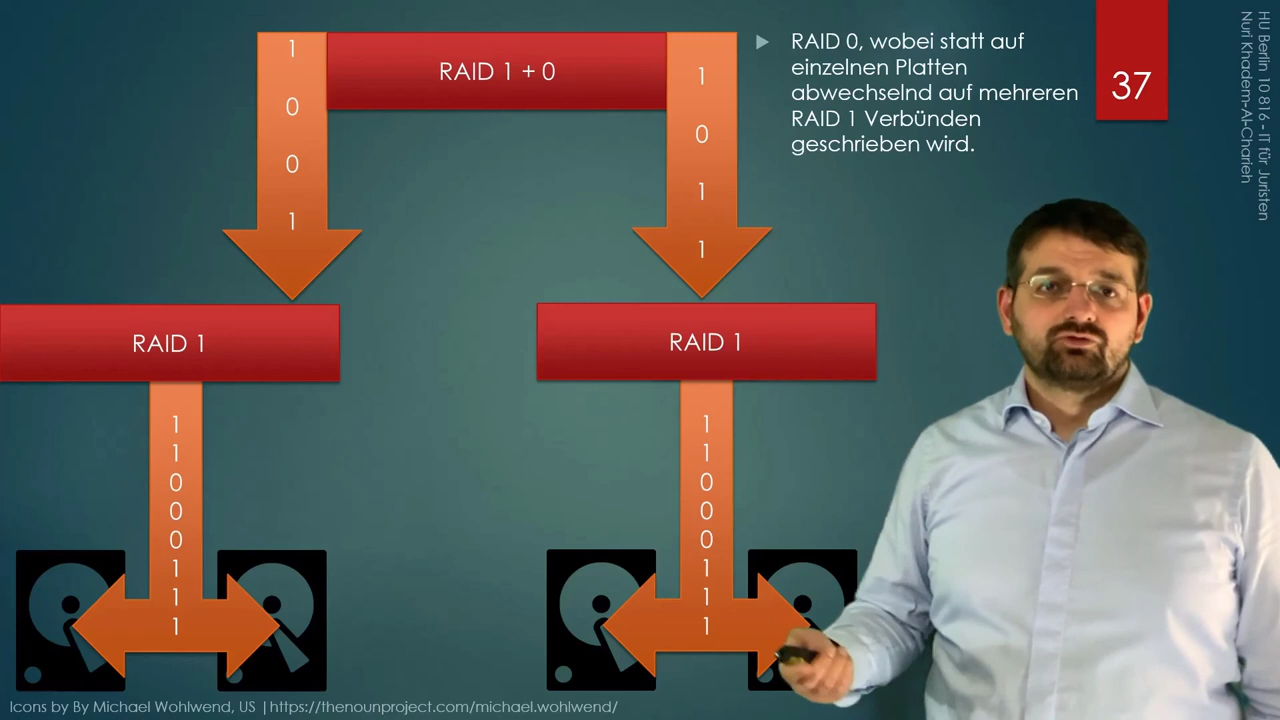 RAID 1 + 0
1
0
0
1
1
0
1
1
RAID 0, wobei statt auf
einzelnen Platten
abwechselnd auf mehreren
RAID 1 Verbünden
geschrieben wird.
37
HU Berlin 10 816 - IT für Juristen
Nuri Khadem-Al-Charieh
RAID 1
RAID 1
1
1
0
0
0
1
1
1
1
1
0
0
0
1
1
1
Icons by By Michael Wohlwend, US | https://thenounproject.com/michael.wohlwend/